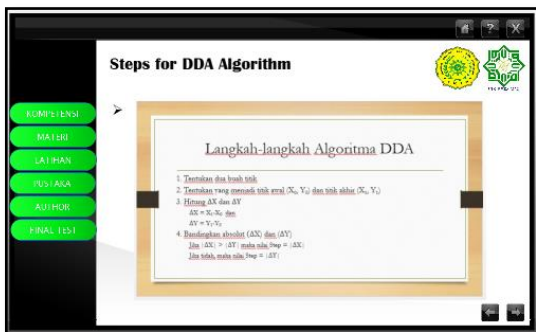 Steps for DDA Algorithm
KOMPETENSI
MATERI
LATIHAN
PUSTAKA
AUTHOR
FINAL TEST
Langkah-langkah Algoritma DDA
1. Tentukan dua buah titik
2. Tentukan yang menjadi titik awal (X₀, Y₀) dan titik akhir (X₁, Y₁)
3. Hitung ΔX dan ΔY
ΔX = X₁-X₀ dan
ΔY = Y₁-Y₀
4. Bandingkan absolut (ΔX) dan (ΔY)
Jika |ΔX| > |ΔY| maka nilai Step = |ΔX|
Jika tidak, maka nilai Step = |ΔY|